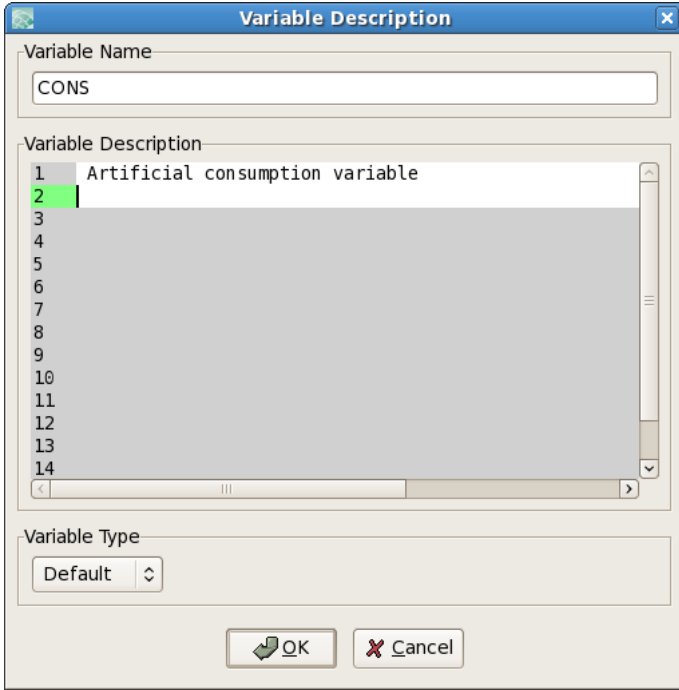 Variable Description
Variable Name
CONS
Variable Description
1 Artificial consumption variable
2
3
4
5
6
7
8
9
10
11
12
13
14
Variable Type
Default
OK Cancel